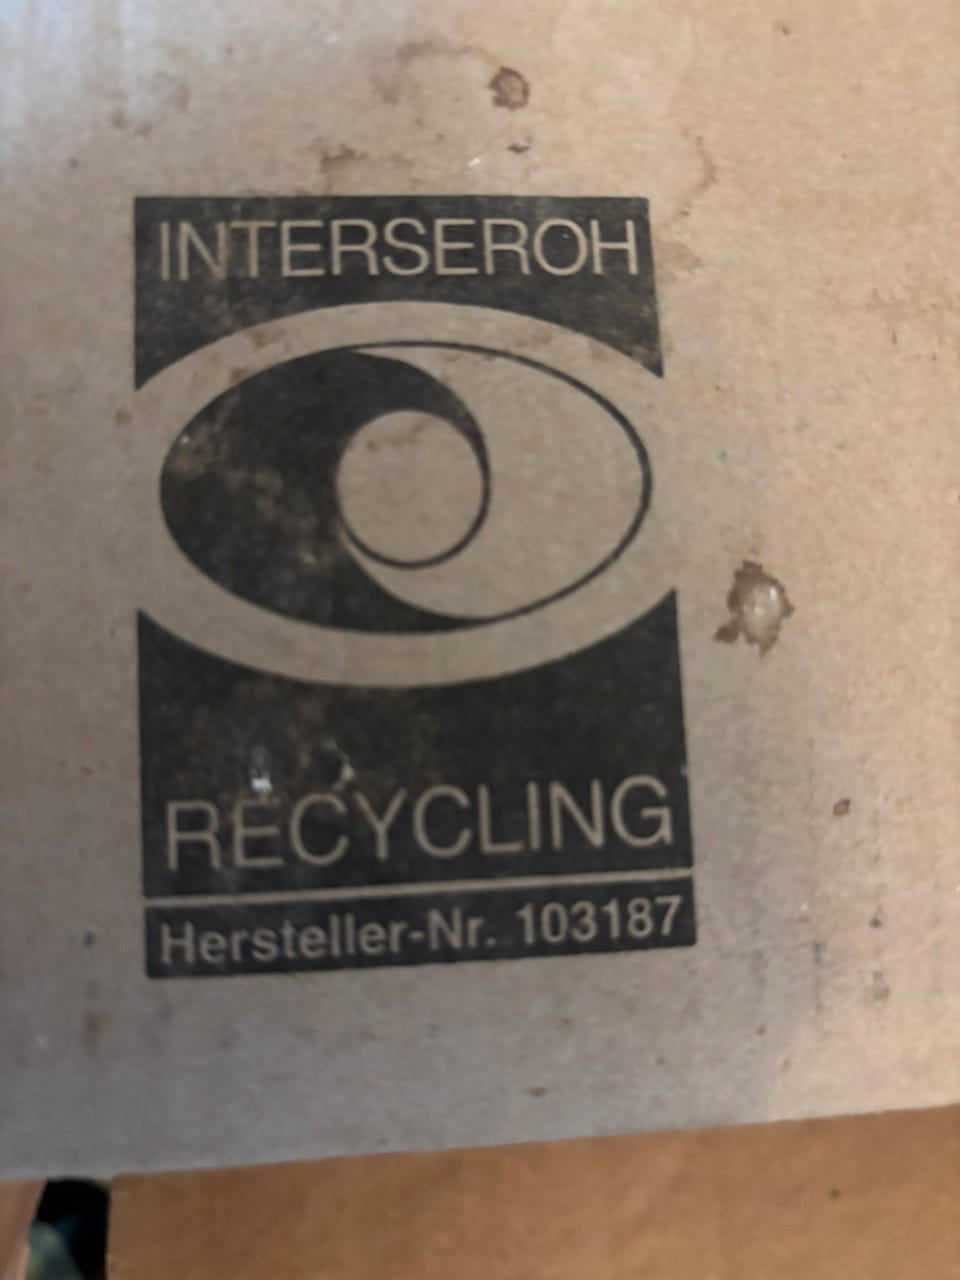 INTERSEROH
RECYCLING
Hersteller-Nr. 103187